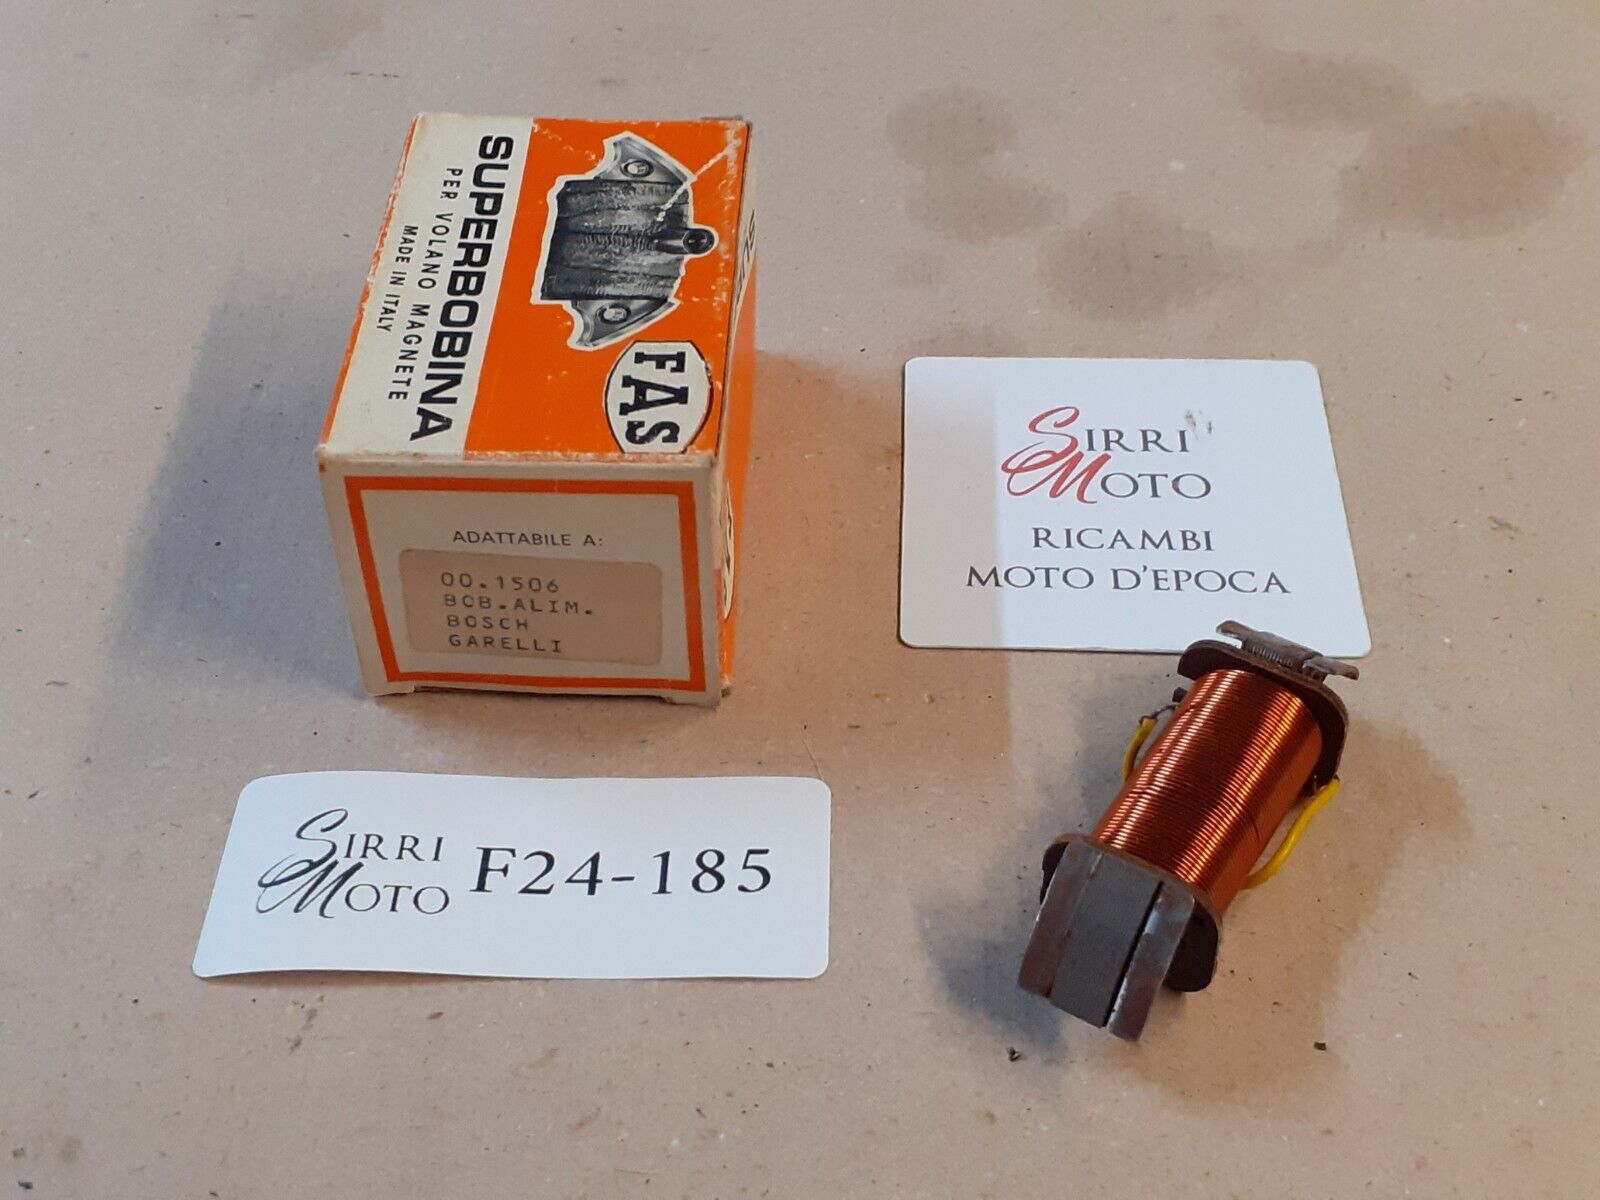 SUPERBOBINA
PER VOLANO MAGNETE
MADE IN ITALY
FAS
ADATTABILE A:
00.1506
BOB.ALIM.
BOSCH
GARELLI
SIRRI
MOTO
RICAMBI
MOTO D'EPOCA
SIRRI
MOTO
F24-185